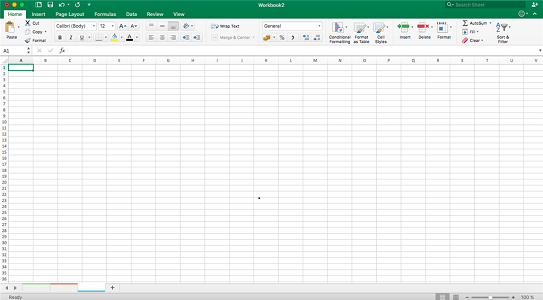 Workbook2
Search Sheet
Home Insert Page Layout Formulas Data Review View
Paste
Cut
Copy
Format
Calibri (Body) 12 A A
B I U A
Wrap Text
Merge & Center
General
% 
Conditional Formatting
Format as Table
Cell Styles
Insert Delete Format
AutoSum
Fill
Clear
Sort & Filter
A1 fx
A B C D E F G H I J K L M N O P Q R S T U V
1
2
3
4
5
6
7
8
9
10
11
12
13
14
15
16
17
18
19
20
21
22
23
24
25
26
27
28
29
30
31
32
33
34
35
36
Ready
100 %